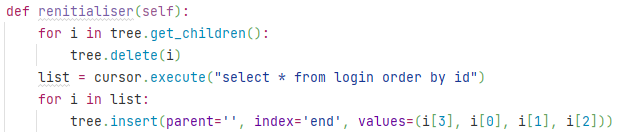 def renitialiser(self):
    for i in tree.get_children():
        tree.delete(i)
    list = cursor.execute("select * from login order by id")
    for i in list:
        tree.insert(parent='', index='end', values=(i[3], i[0], i[1], i[2]))